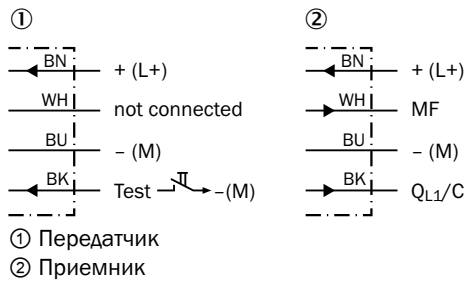 ① ②
BN + (L+) BN + (L+)
WH not connected WH MF
BU – (M) BU – (M)
BK Test –(M) BK QL1/C
① Передатчик
② Приемник